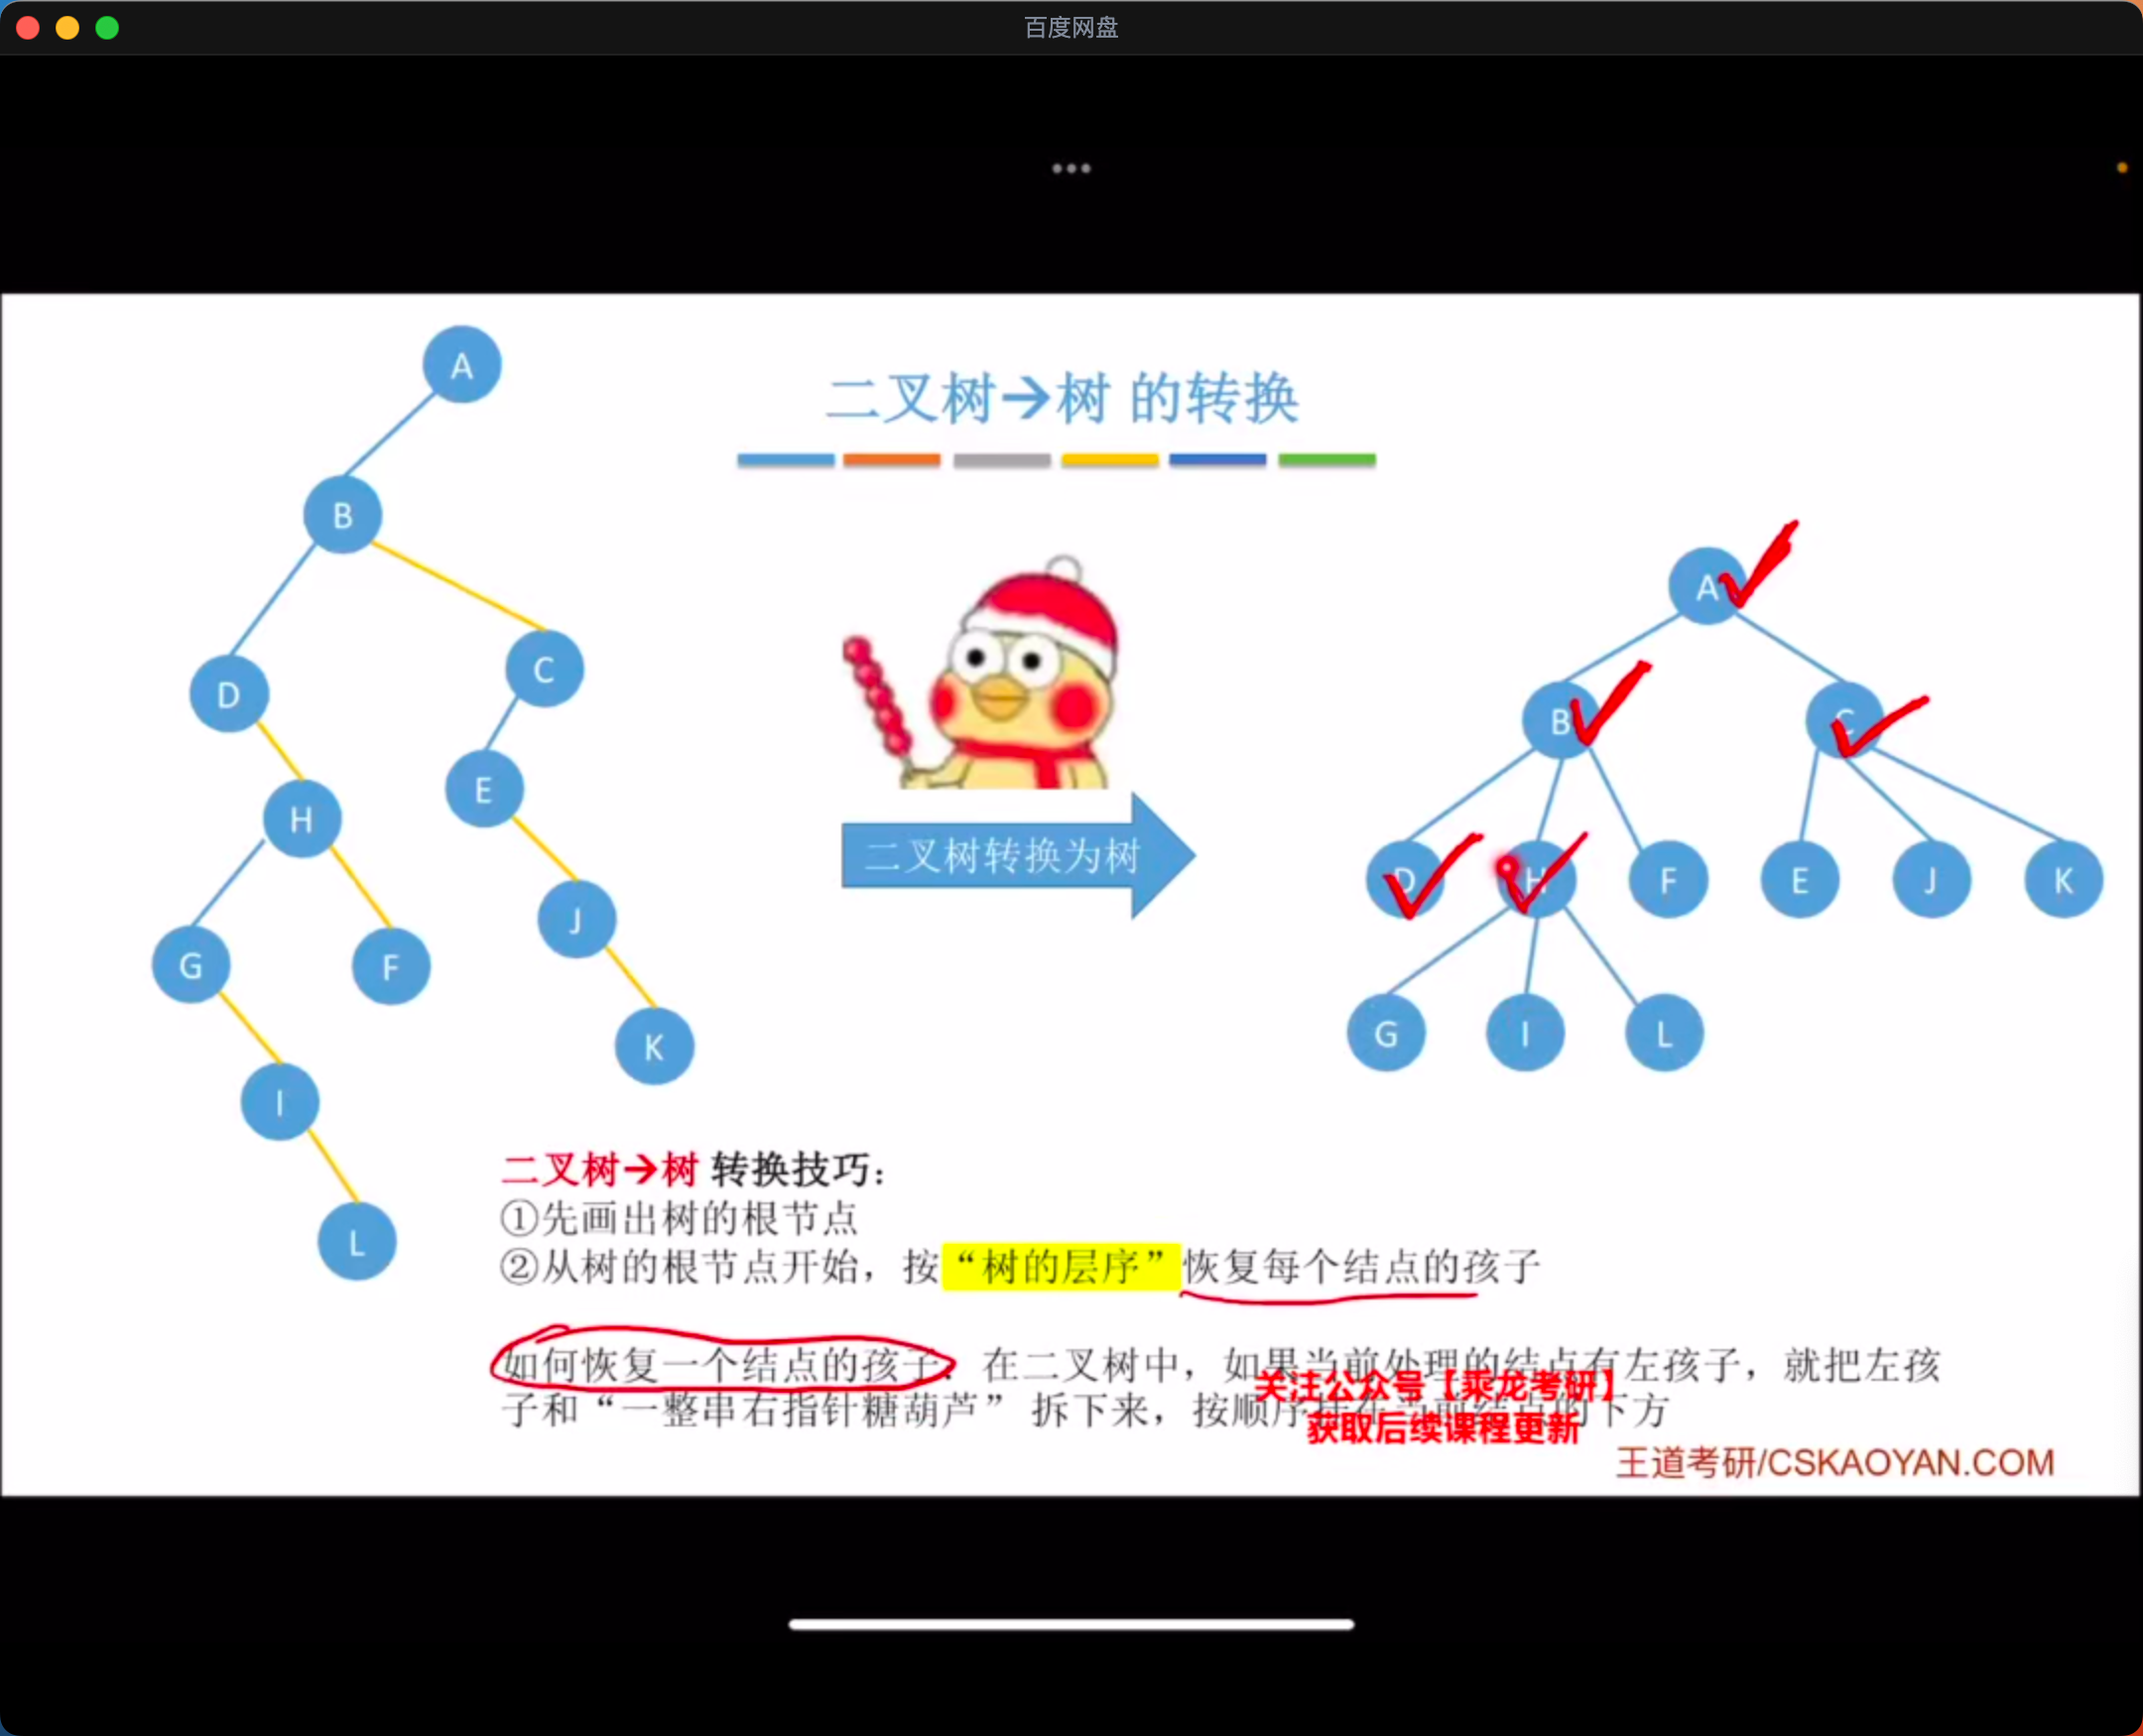 百度网盘
二叉树→树 的转换
A
B
C
D
E
H
J
G
F
K
I
L
二叉树转换为树
A
B
C
D
H
F
E
J
K
G
I
L
二叉树→树 转换技巧：
①先画出树的根节点
②从树的根节点开始，按“树的层序”恢复每个结点的孩子
如何恢复一个结点的孩子：在二叉树中，如果当前处理的结点有左孩子，就把左孩
子和“一整串右指针糖葫芦” 拆下来，按顺序挂在当前结点的下方
关注公众号【乘龙考研】
获取后续课程更新
王道考研/CSKAOYAN.COM